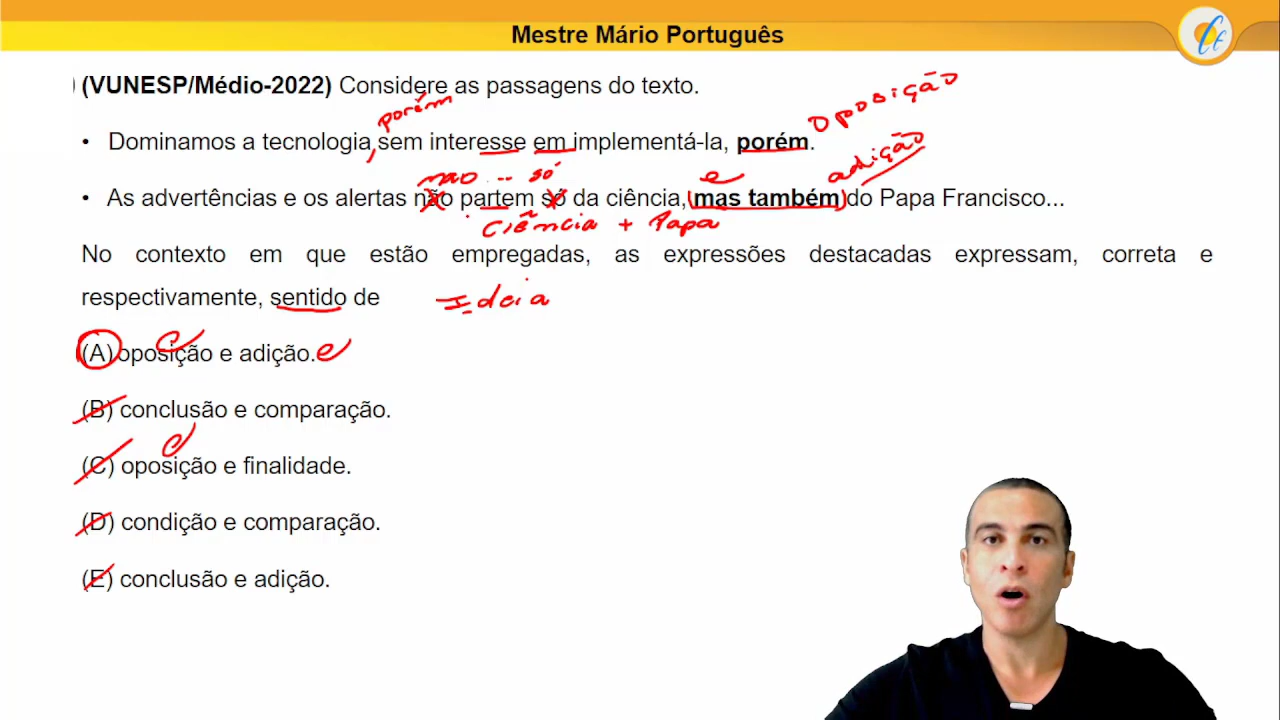 Mestre Mário Português
) (VUNESP/Médio-2022) Considere as passagens do texto.
porém
oposição
• Dominamos a tecnologia, sem interesse em implementá-la, porém.
adição
não .. só
e
• As advertências e os alertas não partem só da ciência, (mas também) do Papa Francisco...
Ciência + Papa
No contexto em que estão empregadas, as expressões destacadas expressam, correta e
respectivamente, sentido de
Ideia
(A) oposição e adição.
(B) conclusão e comparação.
(C) oposição e finalidade.
(D) condição e comparação.
(E) conclusão e adição.